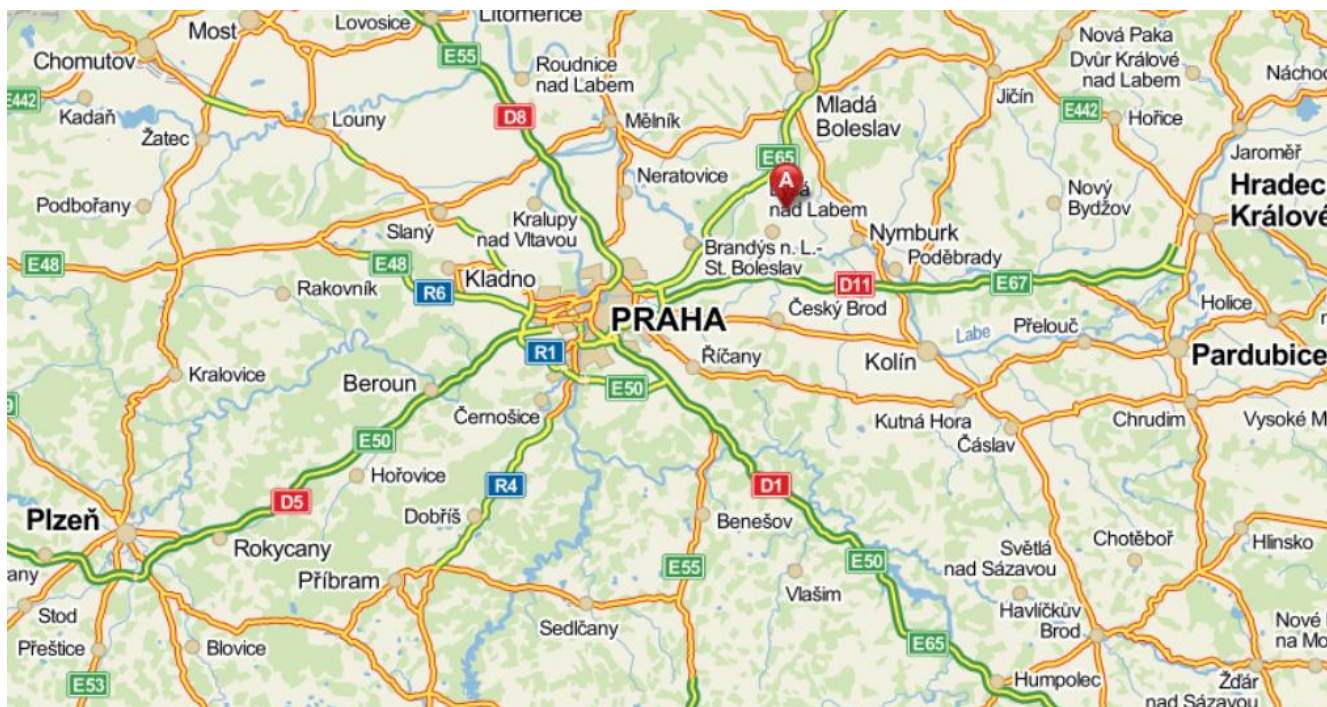 Most
Lovosice
Litoměřice
E55
Chomutov
Roudnice
nad Labem
Nová Paka
Dvůr Králové
nad Labem
Náchod
E442
Kadaň
Louny
D8
Mělník
Mladá
Boleslav
Jičín
E442
Hořice
Žatec
Jaroměř
E65
Neratovice
A
nad Labem
Podbořany
Slaný
Kralupy
nad Vltavou
Nový
Bydžov
Hradec
Králové
E48
E48
Kladno
Brandýs n. L.-
St. Boleslav
Nymburk
Poděbrady
Rakovník
R6
D11
E67
Český Brod
Holice
PRAHA
Labe
Přelouč
R1
Říčany
Kolín
Pardubice
Kralovice
Beroun
E50
Černošice
Kutná Hora
Čáslav
Chrudim
Vysoké M
E50
Hořovice
D5
R4
D1
Plzeň
Dobříš
Benešov
Rokycany
Světlá
nad Sázavou
Chotěboř
Hlinsko
any
Příbram
E55
E50
Vlašim
Stod
Sedlčany
Havlíčkův
Brod
Nové
na Mo
Přeštice
Blovice
E65
E53
Humpolec
Žďár
nad Sázavou